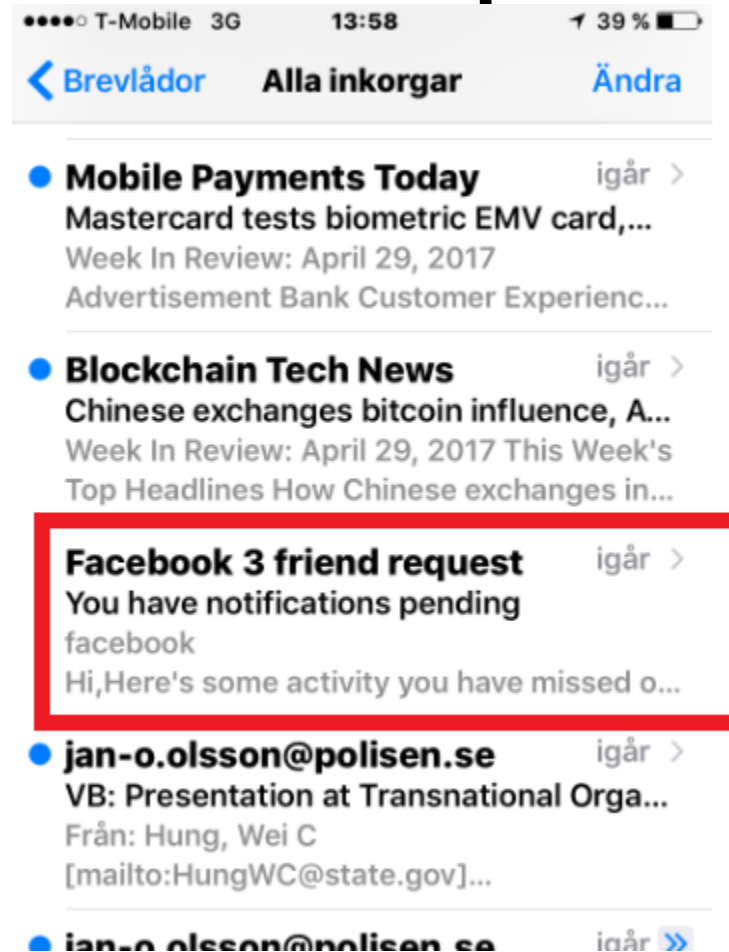 T-Mobile 3G 13:58 39 %
Brevlådor Alla inkorgar Ändra
Mobile Payments Today igår
Mastercard tests biometric EMV card,...
Week In Review: April 29, 2017
Advertisement Bank Customer Experienc...
Blockchain Tech News igår
Chinese exchanges bitcoin influence, A...
Week In Review: April 29, 2017 This Week's
Top Headlines How Chinese exchanges in...
Facebook 3 friend request igår
You have notifications pending
facebook
Hi,Here's some activity you have missed o...
jan-o.olsson@polisen.se igår
VB: Presentation at Transnational Orga...
Från: Hung, Wei C
[mailto:HungWC@state.gov]...
jan-o.olsson@polisen.se igår